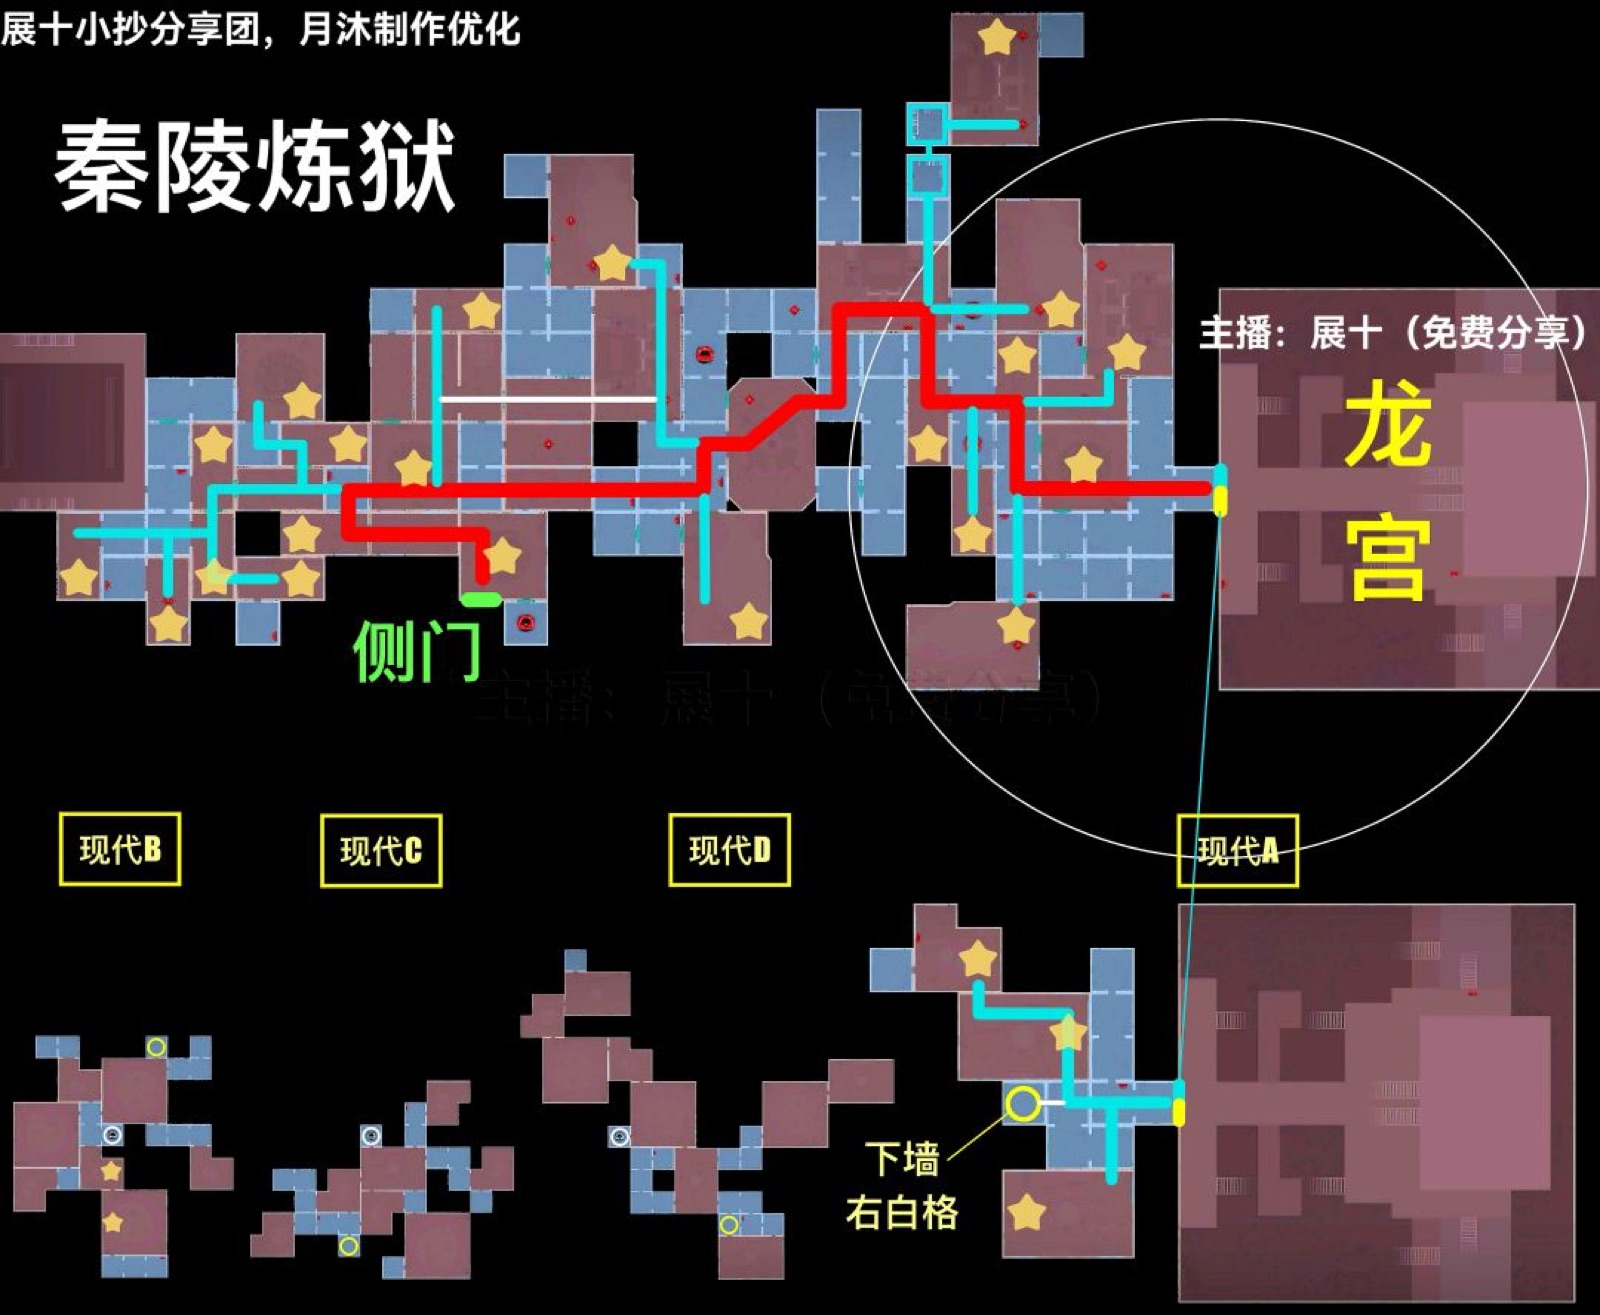 展十小抄分享团，月沐制作优化
秦陵炼狱
主播：展十（免费分享）
龙
宫
侧门
主播：展十（免费分享）
现代B
现代C
现代D
现代A
下墙
右白格